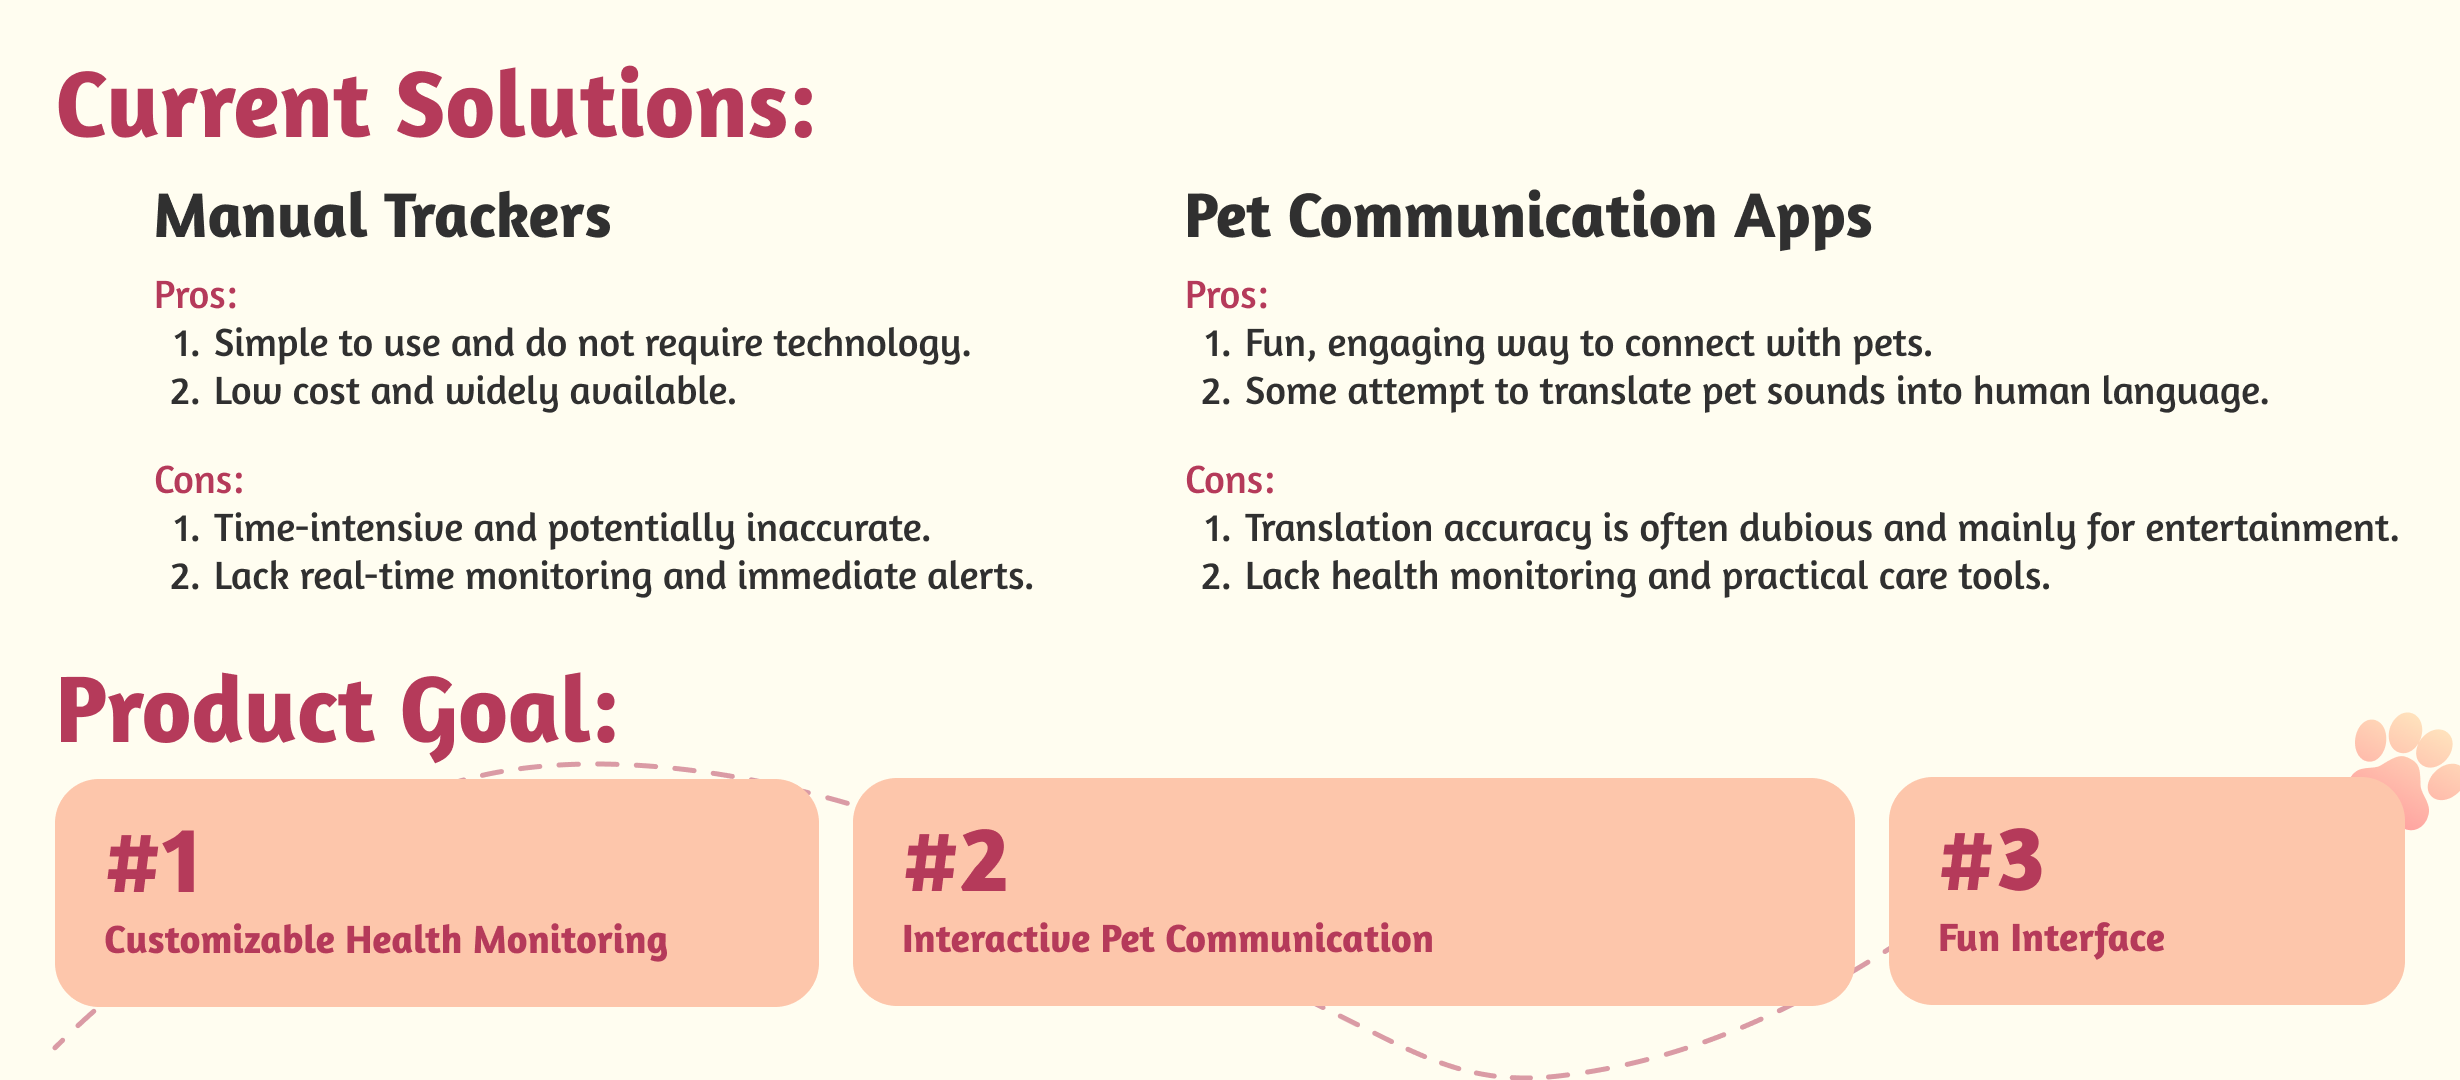 Current Solutions:
Manual Trackers
Pros:
1. Simple to use and do not require technology.
2. Low cost and widely available.
Cons:
1. Time-intensive and potentially inaccurate.
2. Lack real-time monitoring and immediate alerts.
Pet Communication Apps
Pros:
1. Fun, engaging way to connect with pets.
2. Some attempt to translate pet sounds into human language.
Cons:
1. Translation accuracy is often dubious and mainly for entertainment.
2. Lack health monitoring and practical care tools.
Product Goal:
#1
Customizable Health Monitoring
#2
Interactive Pet Communication
#3
Fun Interface